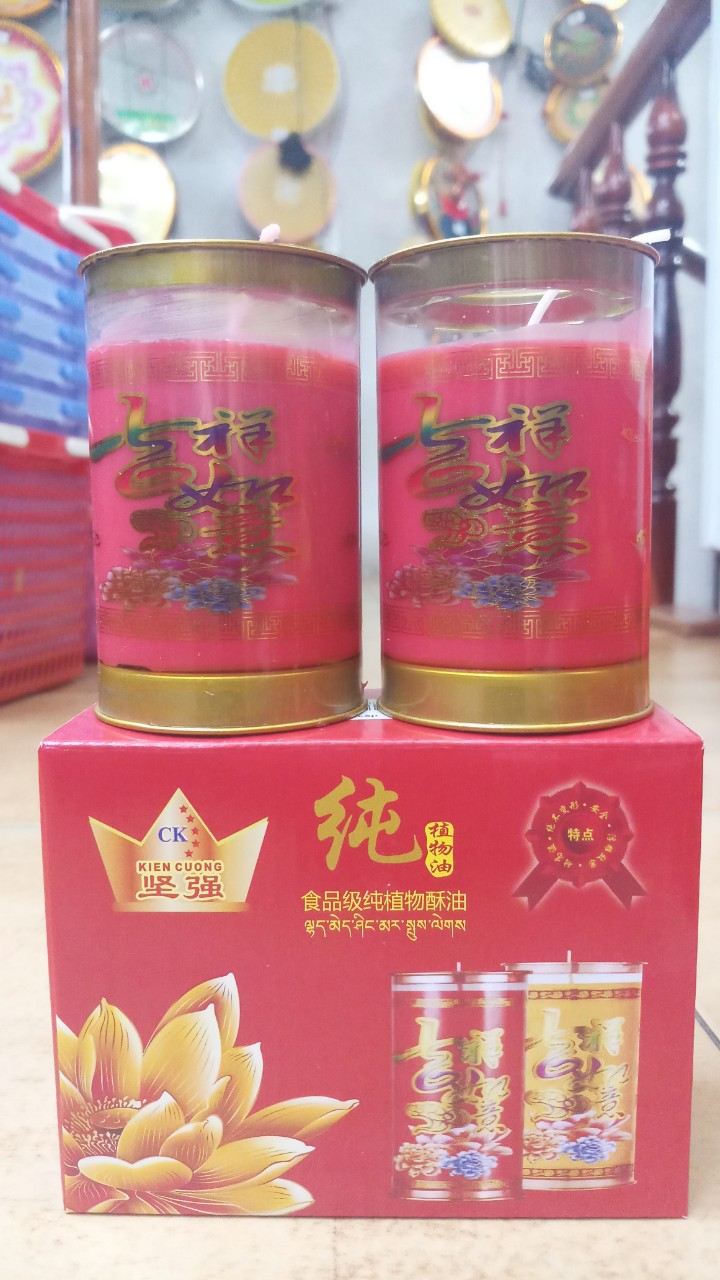 吉祥
如意
吉祥
如意
CK
KIEN CUONG
坚强
纯
植物油
特点
食品级纯植物酥油
ལྷད་མེད་ཤིང་མར་སྤུས་ལེགས
吉祥
如意
吉祥
如意